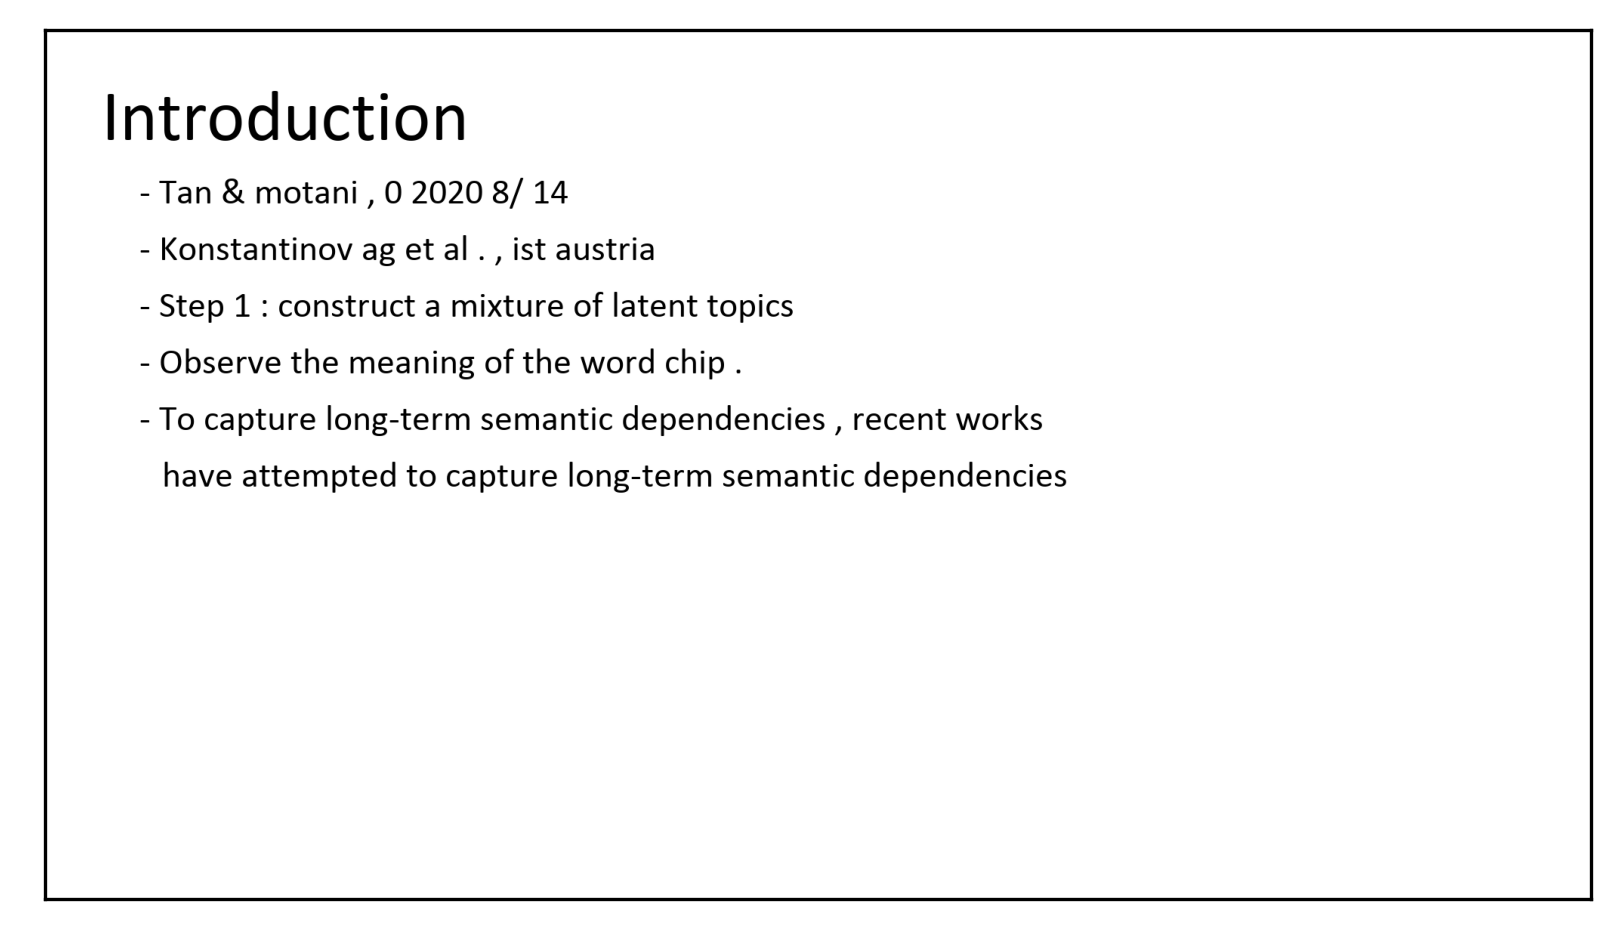 Introduction
- Tan & motani , 0 2020 8/ 14
- Konstantinov ag et al . , ist austria
- Step 1 : construct a mixture of latent topics
- Observe the meaning of the word chip .
- To capture long-term semantic dependencies , recent works
have attempted to capture long-term semantic dependencies